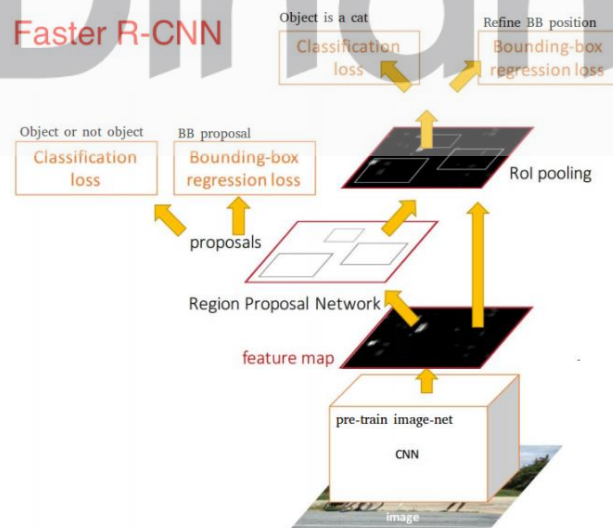 Faster R-CNN
Object is a cat
Classification
loss
Refine BB position
Bounding-box
regression loss
Object or not object
Classification
loss
BB proposal
Bounding-box
regression loss
RoI pooling
proposals
Region Proposal Network
feature map
pre-train image-net
CNN
image